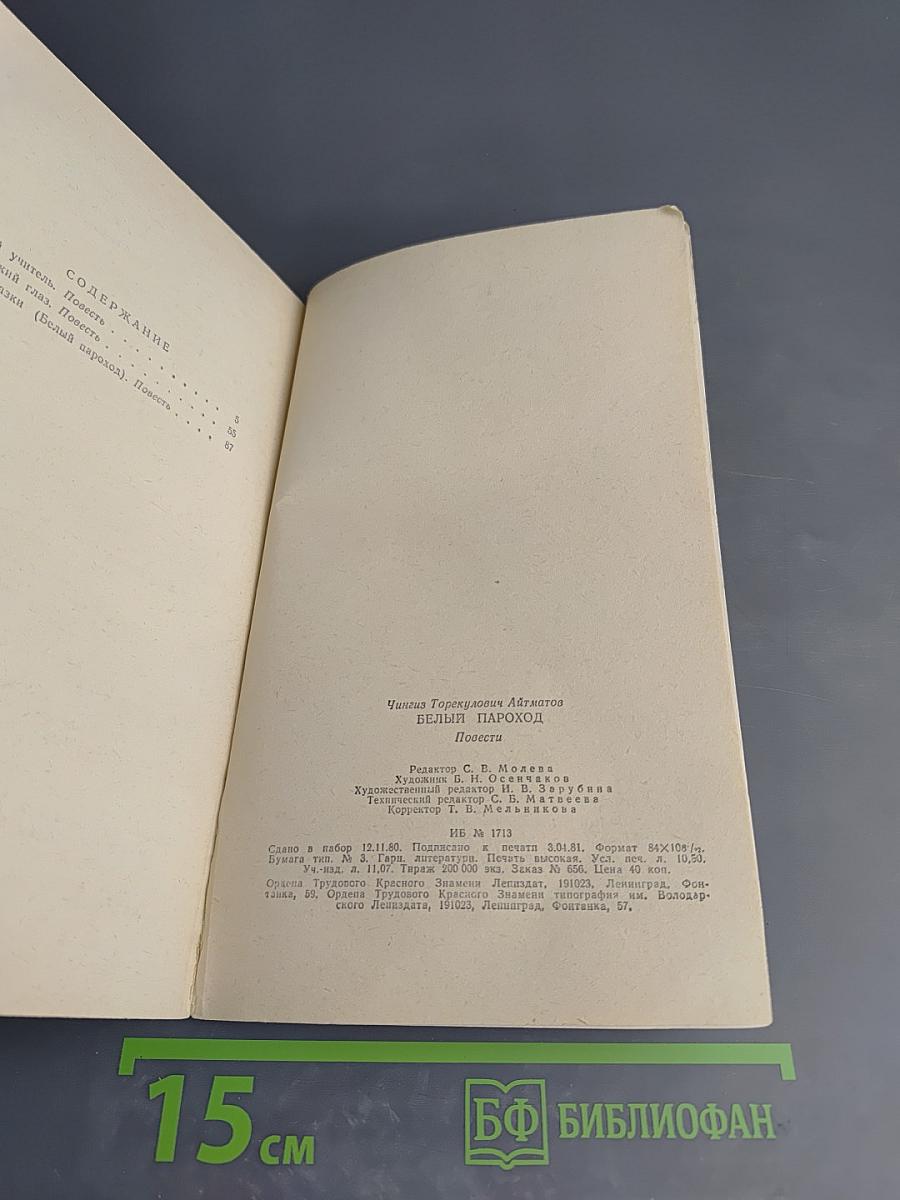 СОДЕРЖАНИЕ
учитель. Повесть . . . . . . . . . 5
глаз. Повесть . . . . . . . . . 55
(Белый пароход). Повесть . . . . 87
Чингиз Торекулович Айтматов
БЕЛЫЙ ПАРОХОД
Повести
Редактор С. В. Молева
Художник Б. Н. Осенчаков
Художественный редактор И. В. Зарубина
Технический редактор С. Б. Матвеева
Корректор Т. В. Мельникова
ИБ № 1713
Сдано в набор 12.11.80. Подписано к печати 3.04.81. Формат 84×108 1/32.
Бумага тип. № 3. Гарн. литературн. Печать высокая. Усл. печ. л. 10,50.
Уч.-изд. л. 11,07. Тираж 200 000 экз. Заказ № 656. Цена 40 коп.
Ордена Трудового Красного Знамени Лениздат, 191023, Ленинград, Фон-
танка, 59. Ордена Трудового Красного Знамени типография им. Володар-
ского Лениздата, 191023, Ленинград, Фонтанка, 57.
15 см
БФ БИБЛИОФАН